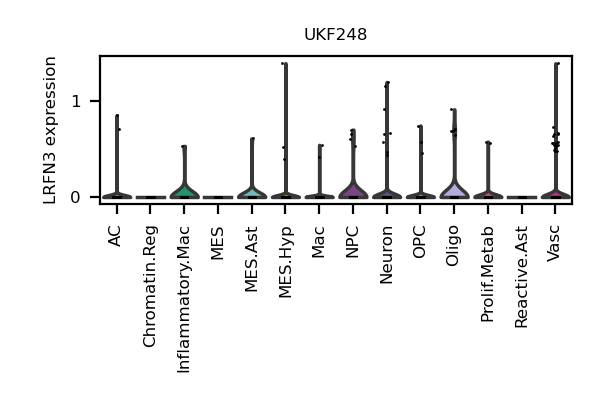 UKF248
LRFN3 expression
1
0
AC
Chromatin.Reg
Inflammatory.Mac
MES
MES.Ast
MES.Hyp
Mac
NPC
Neuron
OPC
Oligo
Prolif.Metab
Reactive.Ast
Vasc